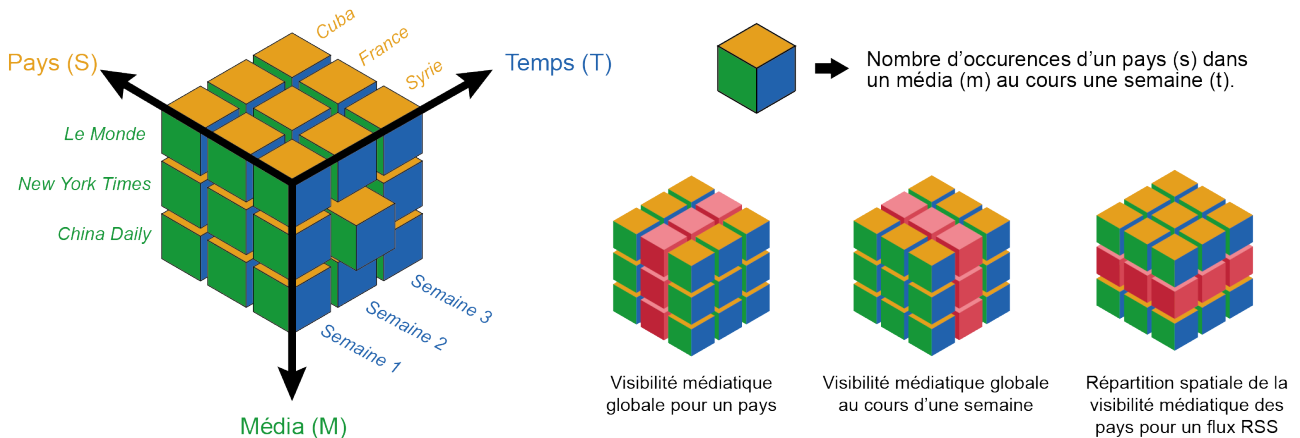 Pays (S)
Cuba
France
Syrie
Temps (T)
Le Monde
New York Times
China Daily
Semaine 3
Semaine 2
Semaine 1
Média (M)
Nombre d'occurences d'un pays (s) dans
un média (m) au cours une semaine (t).
Visibilité médiatique
globale pour un pays
Visibilité médiatique globale
au cours d'une semaine
Répartition spatiale de la
visibilité médiatique des
pays pour un flux RSS